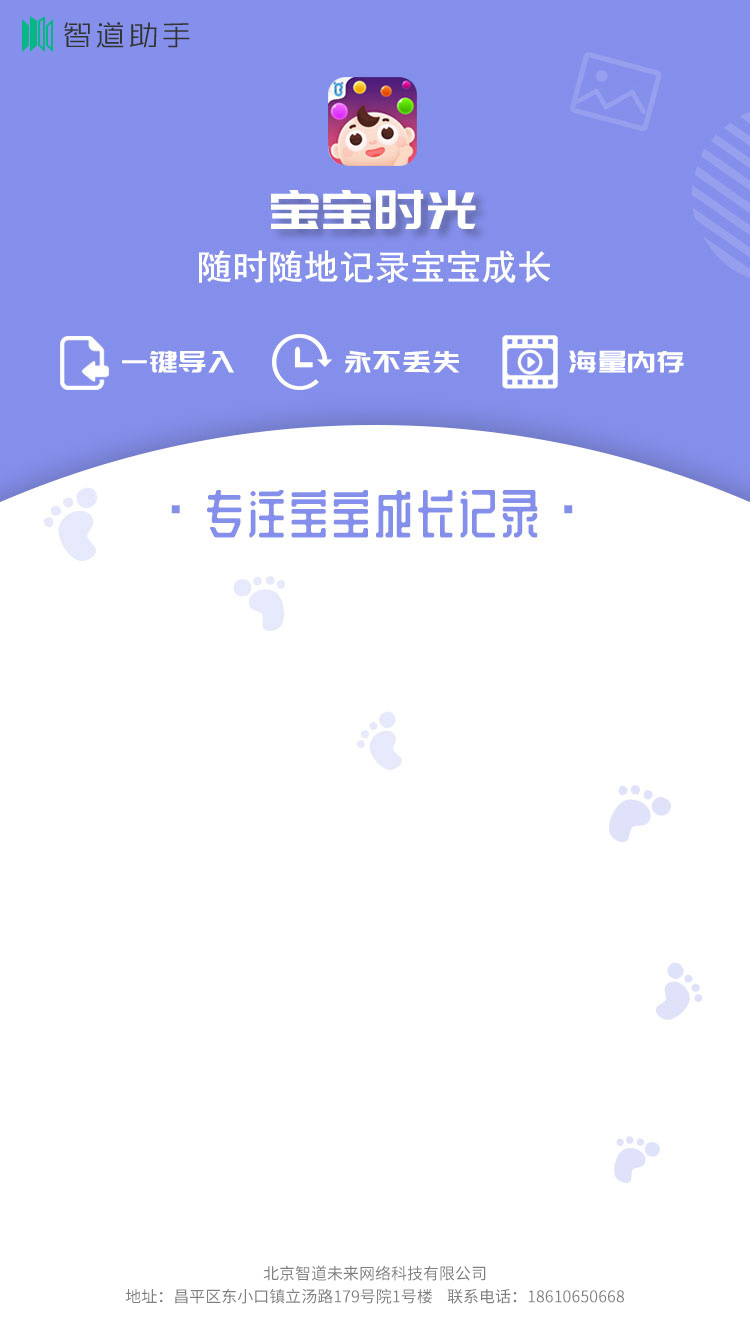 智道助手
宝宝时光
随时随地记录宝宝成长
一键导入 永不丢失 海量内存
· 专注宝宝成长记录 ·
北京智道未来网络科技有限公司
地址：昌平区东小口镇立汤路179号院1号楼 联系电话：18610650668